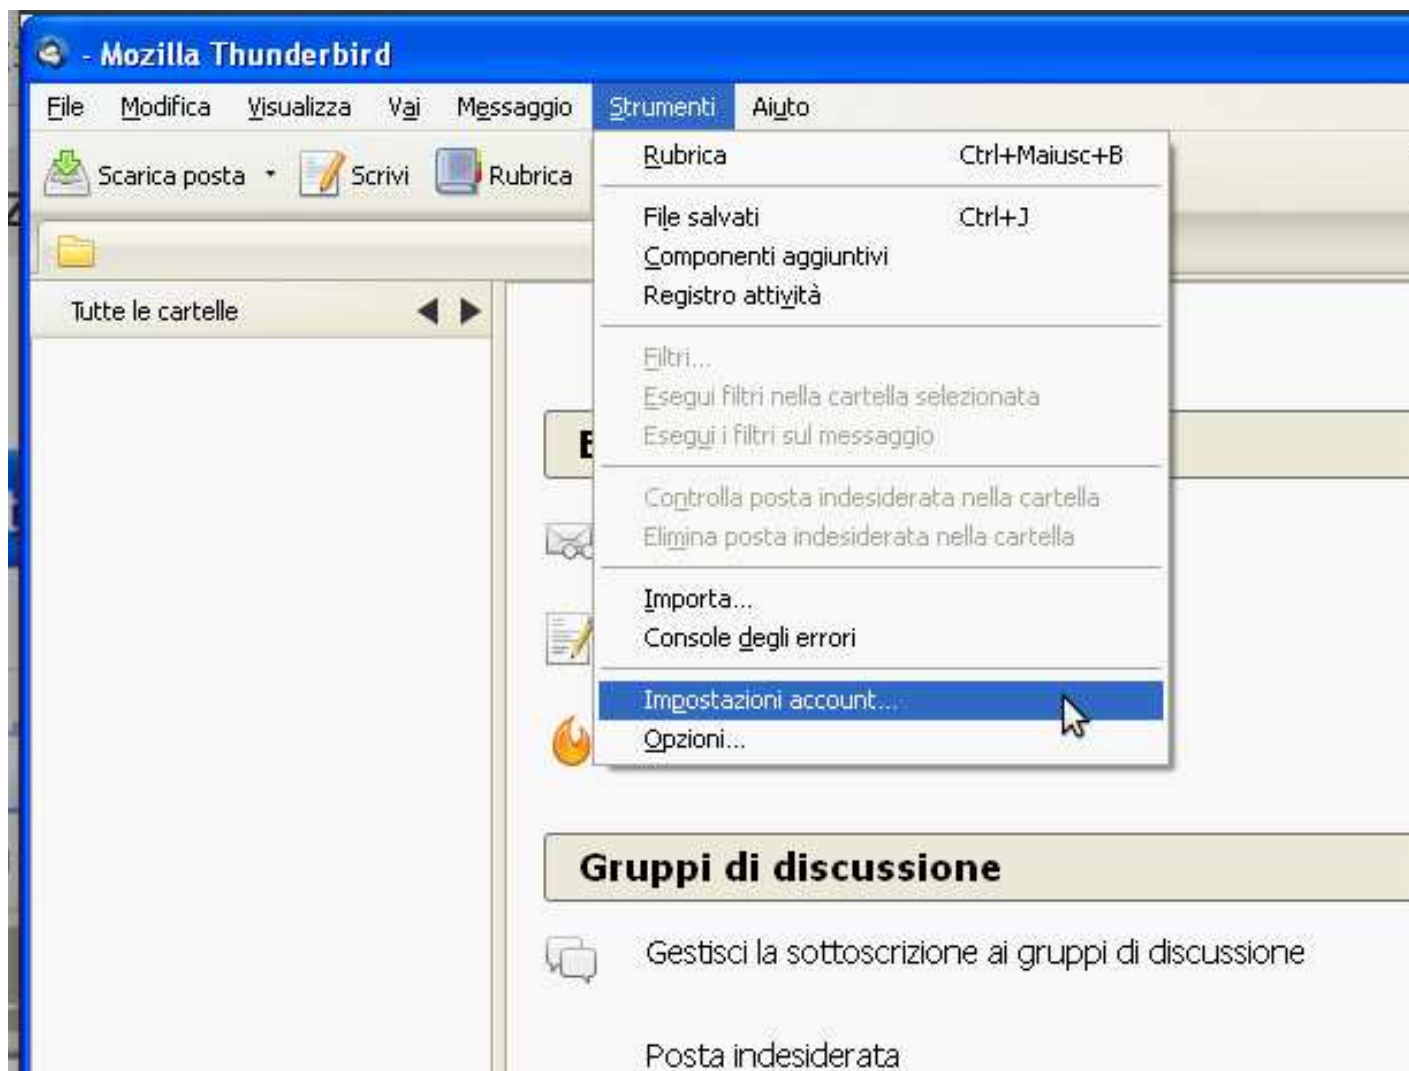 - Mozilla Thunderbird
File Modifica Visualizza Vai Messaggio Strumenti Aiuto
Scarica posta Scrivi Rubrica
Tutte le cartelle
Rubrica Ctrl+Maiusc+B
File salvati Ctrl+J
Componenti aggiuntivi
Registro attività
Filtri...
Esegui filtri nella cartella selezionata
Esegui i filtri sul messaggio
Controlla posta indesiderata nella cartella
Elimina posta indesiderata nella cartella
Importa...
Console degli errori
Impostazioni account...
Opzioni...
Gruppi di discussione
Gestisci la sottoscrizione ai gruppi di discussione
Posta indesiderata